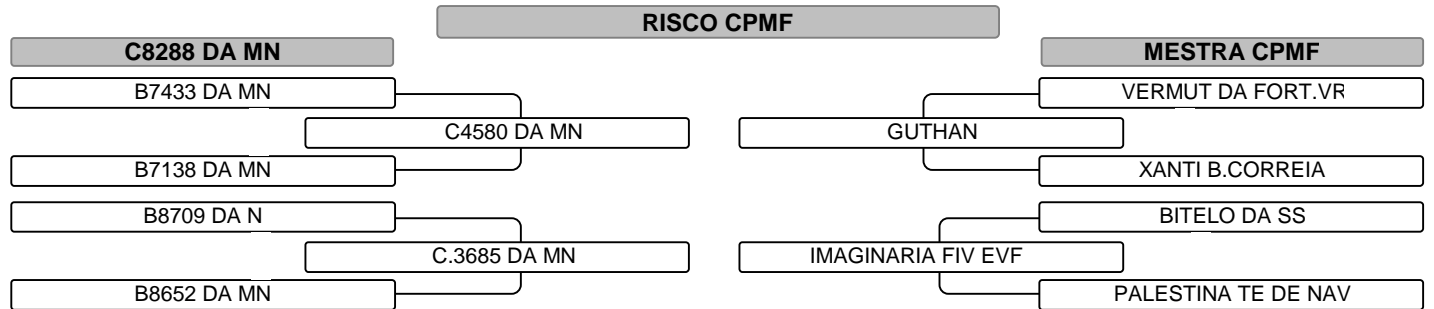 RISCO CPMF
C8288 DA MN
MESTRA CPMF
B7433 DA MN
VERMUT DA FORT.VR
C4580 DA MN
GUTHAN
B7138 DA MN
XANTI B.CORREIA
B8709 DA N
BITELO DA SS
C.3685 DA MN
IMAGINARIA FIV EVF
B8652 DA MN
PALESTINA TE DE NAV